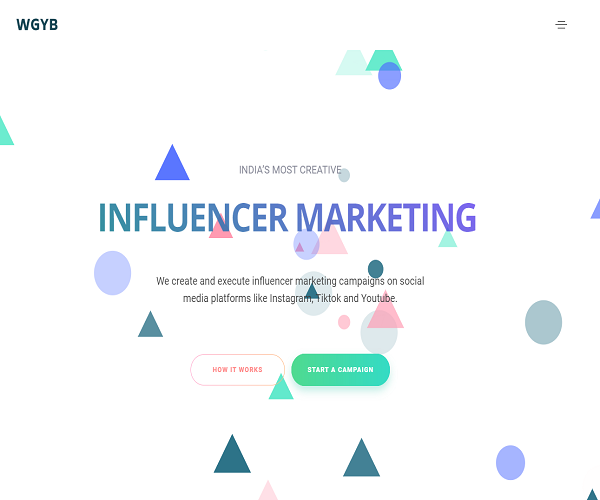 WGYB
INDIA'S MOST CREATIVE
INFLUENCER MARKETING
We create and execute influencer marketing campaigns on social
media platforms like Instagram, Tiktok and Youtube.
HOW IT WORKS
START A CAMPAIGN